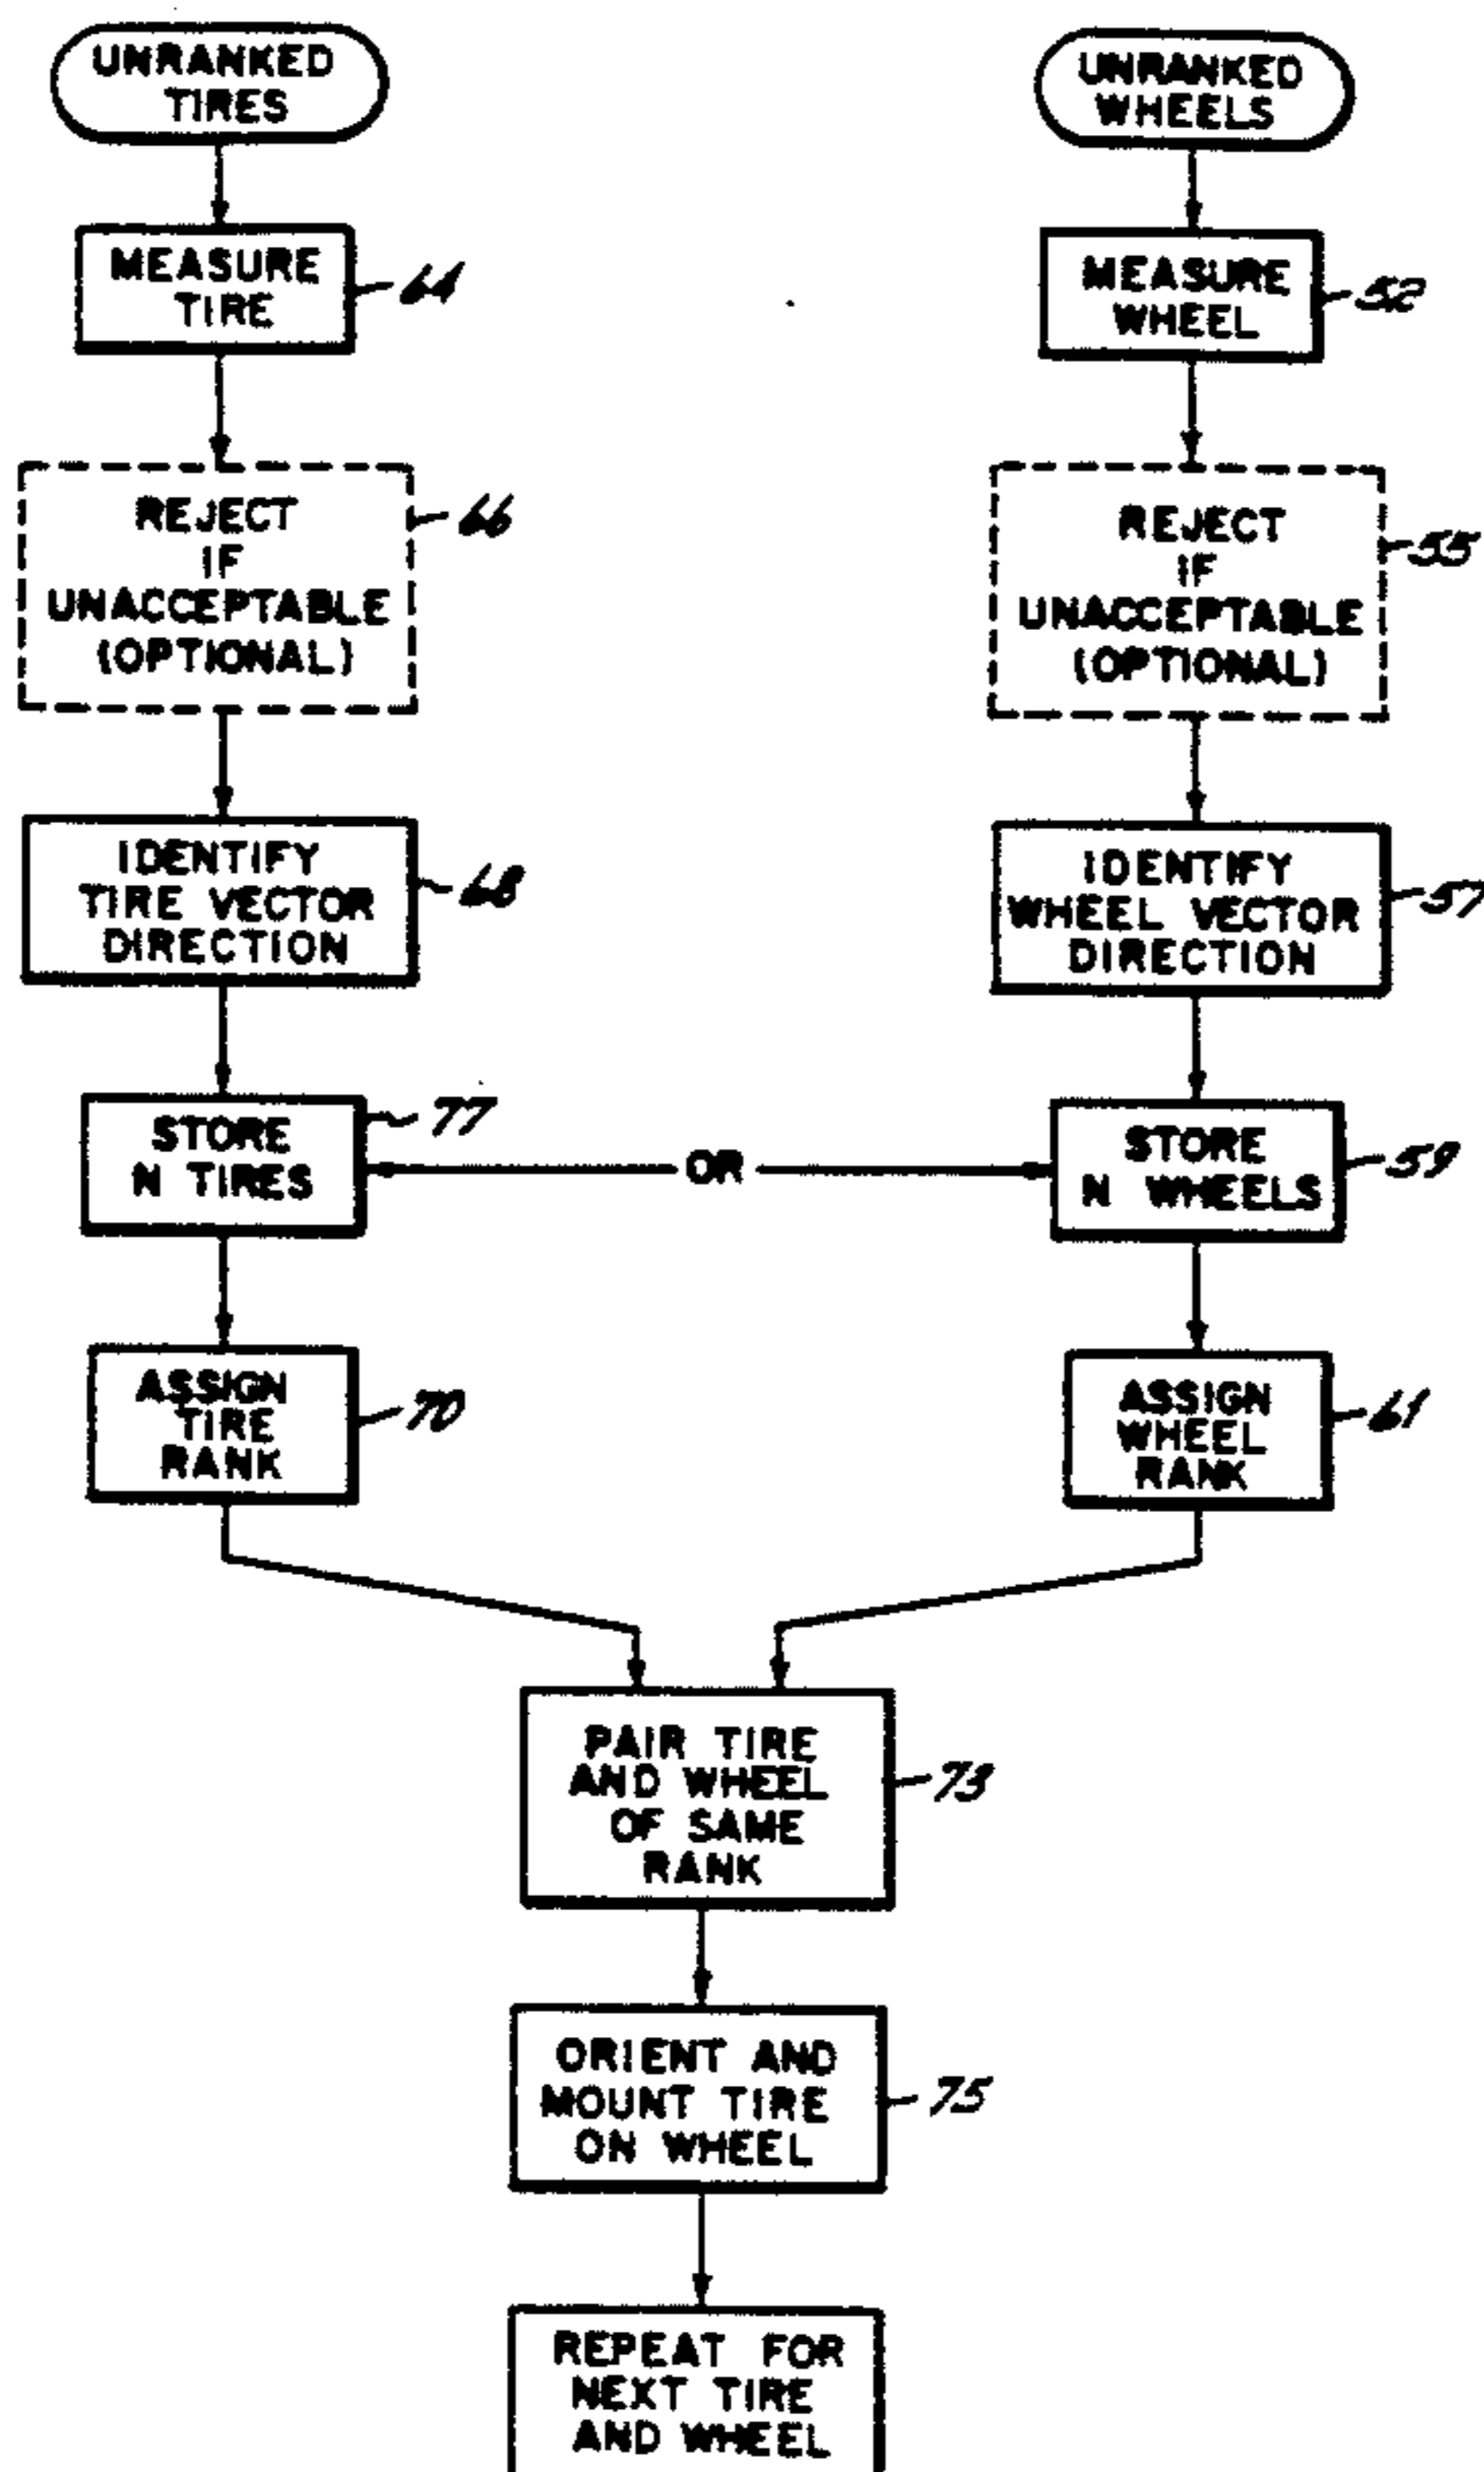 UNRANKED
TIRES
MEASURE
TIRE
64
REJECT
IF
UNACCEPTABLE
(OPTIONAL)
66
IDENTIFY
TIRE VECTOR
DIRECTION
68
STORE
N TIRES
77
OR
ASSIGN
TIRE
RANK
70
UNRANKED
WHEELS
MEASURE
WHEEL
52
REJECT
IF
UNACCEPTABLE
(OPTIONAL)
55
IDENTIFY
WHEEL VECTOR
DIRECTION
57
STORE
N WHEELS
59
ASSIGN
WHEEL
RANK
61
PAIR TIRE
AND WHEEL
OF SAME
RANK
73
ORIENT AND
MOUNT TIRE
ON WHEEL
75
REPEAT FOR
NEXT TIRE
AND WHEEL